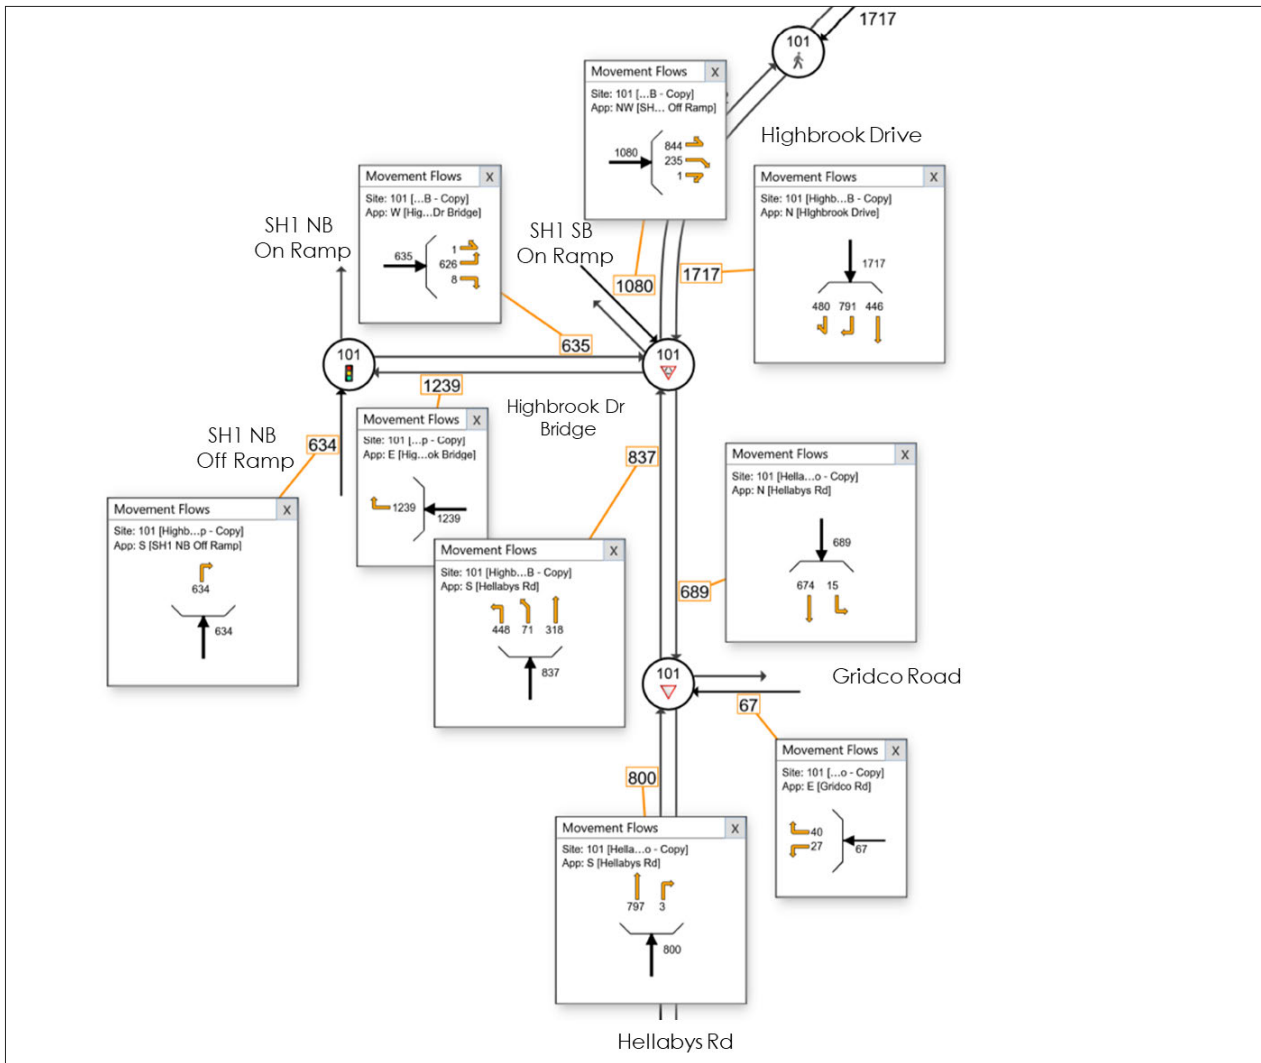 1717
101
Movement Flows X
Site: 101 [...B - Copy]
App: NW [SH... Off Ramp]
1080
844
235
1
Highbrook Drive
Movement Flows X
Site: 101 [...B - Copy]
App: W [Hig...Dr Bridge]
635
1
626
8
Movement Flows X
Site: 101 [Highb...B - Copy]
App: N [HIghbrook Drive]
1717
480 791 446
SH1 NB
On Ramp
SH1 SB
On Ramp
1080
1717
635
101
101
1239
Highbrook Dr
Bridge
Movement Flows X
Site: 101 [...p - Copy]
App: E [Hig...ok Bridge]
1239
1239
SH1 NB
Off Ramp
634
837
Movement Flows X
Site: 101 [Hella...o - Copy]
App: N [Hellabys Rd]
689
674 15
Movement Flows X
Site: 101 [Highb...p - Copy]
App: S [SH1 NB Off Ramp]
634
634
Movement Flows X
Site: 101 [Highb...B - Copy]
App: S [Hellabys Rd]
448 71 318
837
689
101
Gridco Road
67
Movement Flows X
Site: 101 [...o - Copy]
App: E [Gridco Rd]
40
27
67
800
Movement Flows X
Site: 101 [Hella...o - Copy]
App: S [Hellabys Rd]
797 3
800
Hellabys Rd